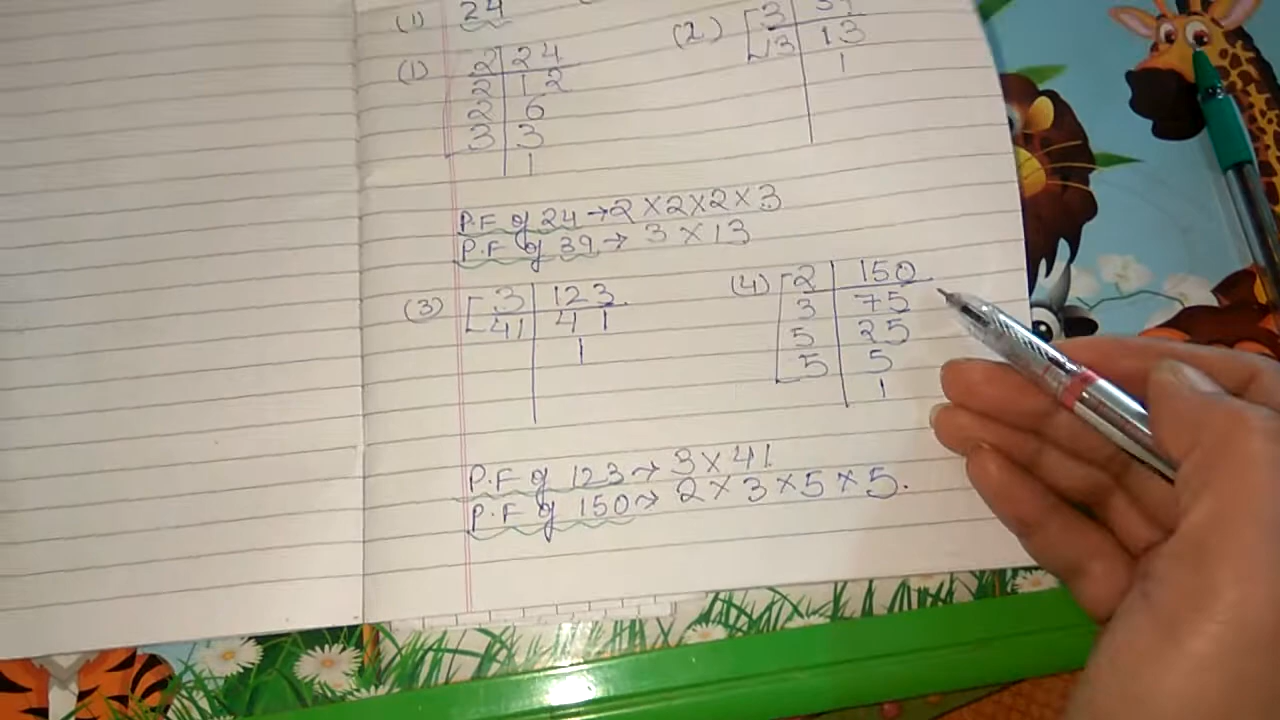 (1) 24
(1) 2 | 24
2 | 12
2 | 6
3 | 3
1
(2) 3 | 39
13 | 13
1
P.F of 24 → 2 × 2 × 2 × 3
P.F of 39 → 3 × 13
(3) 3 | 123
41 | 41
1
(4) 2 | 150
3 | 75
5 | 25
5 | 5
1
P.F of 123 → 3 × 41
P.F of 150 → 2 × 3 × 5 × 5.